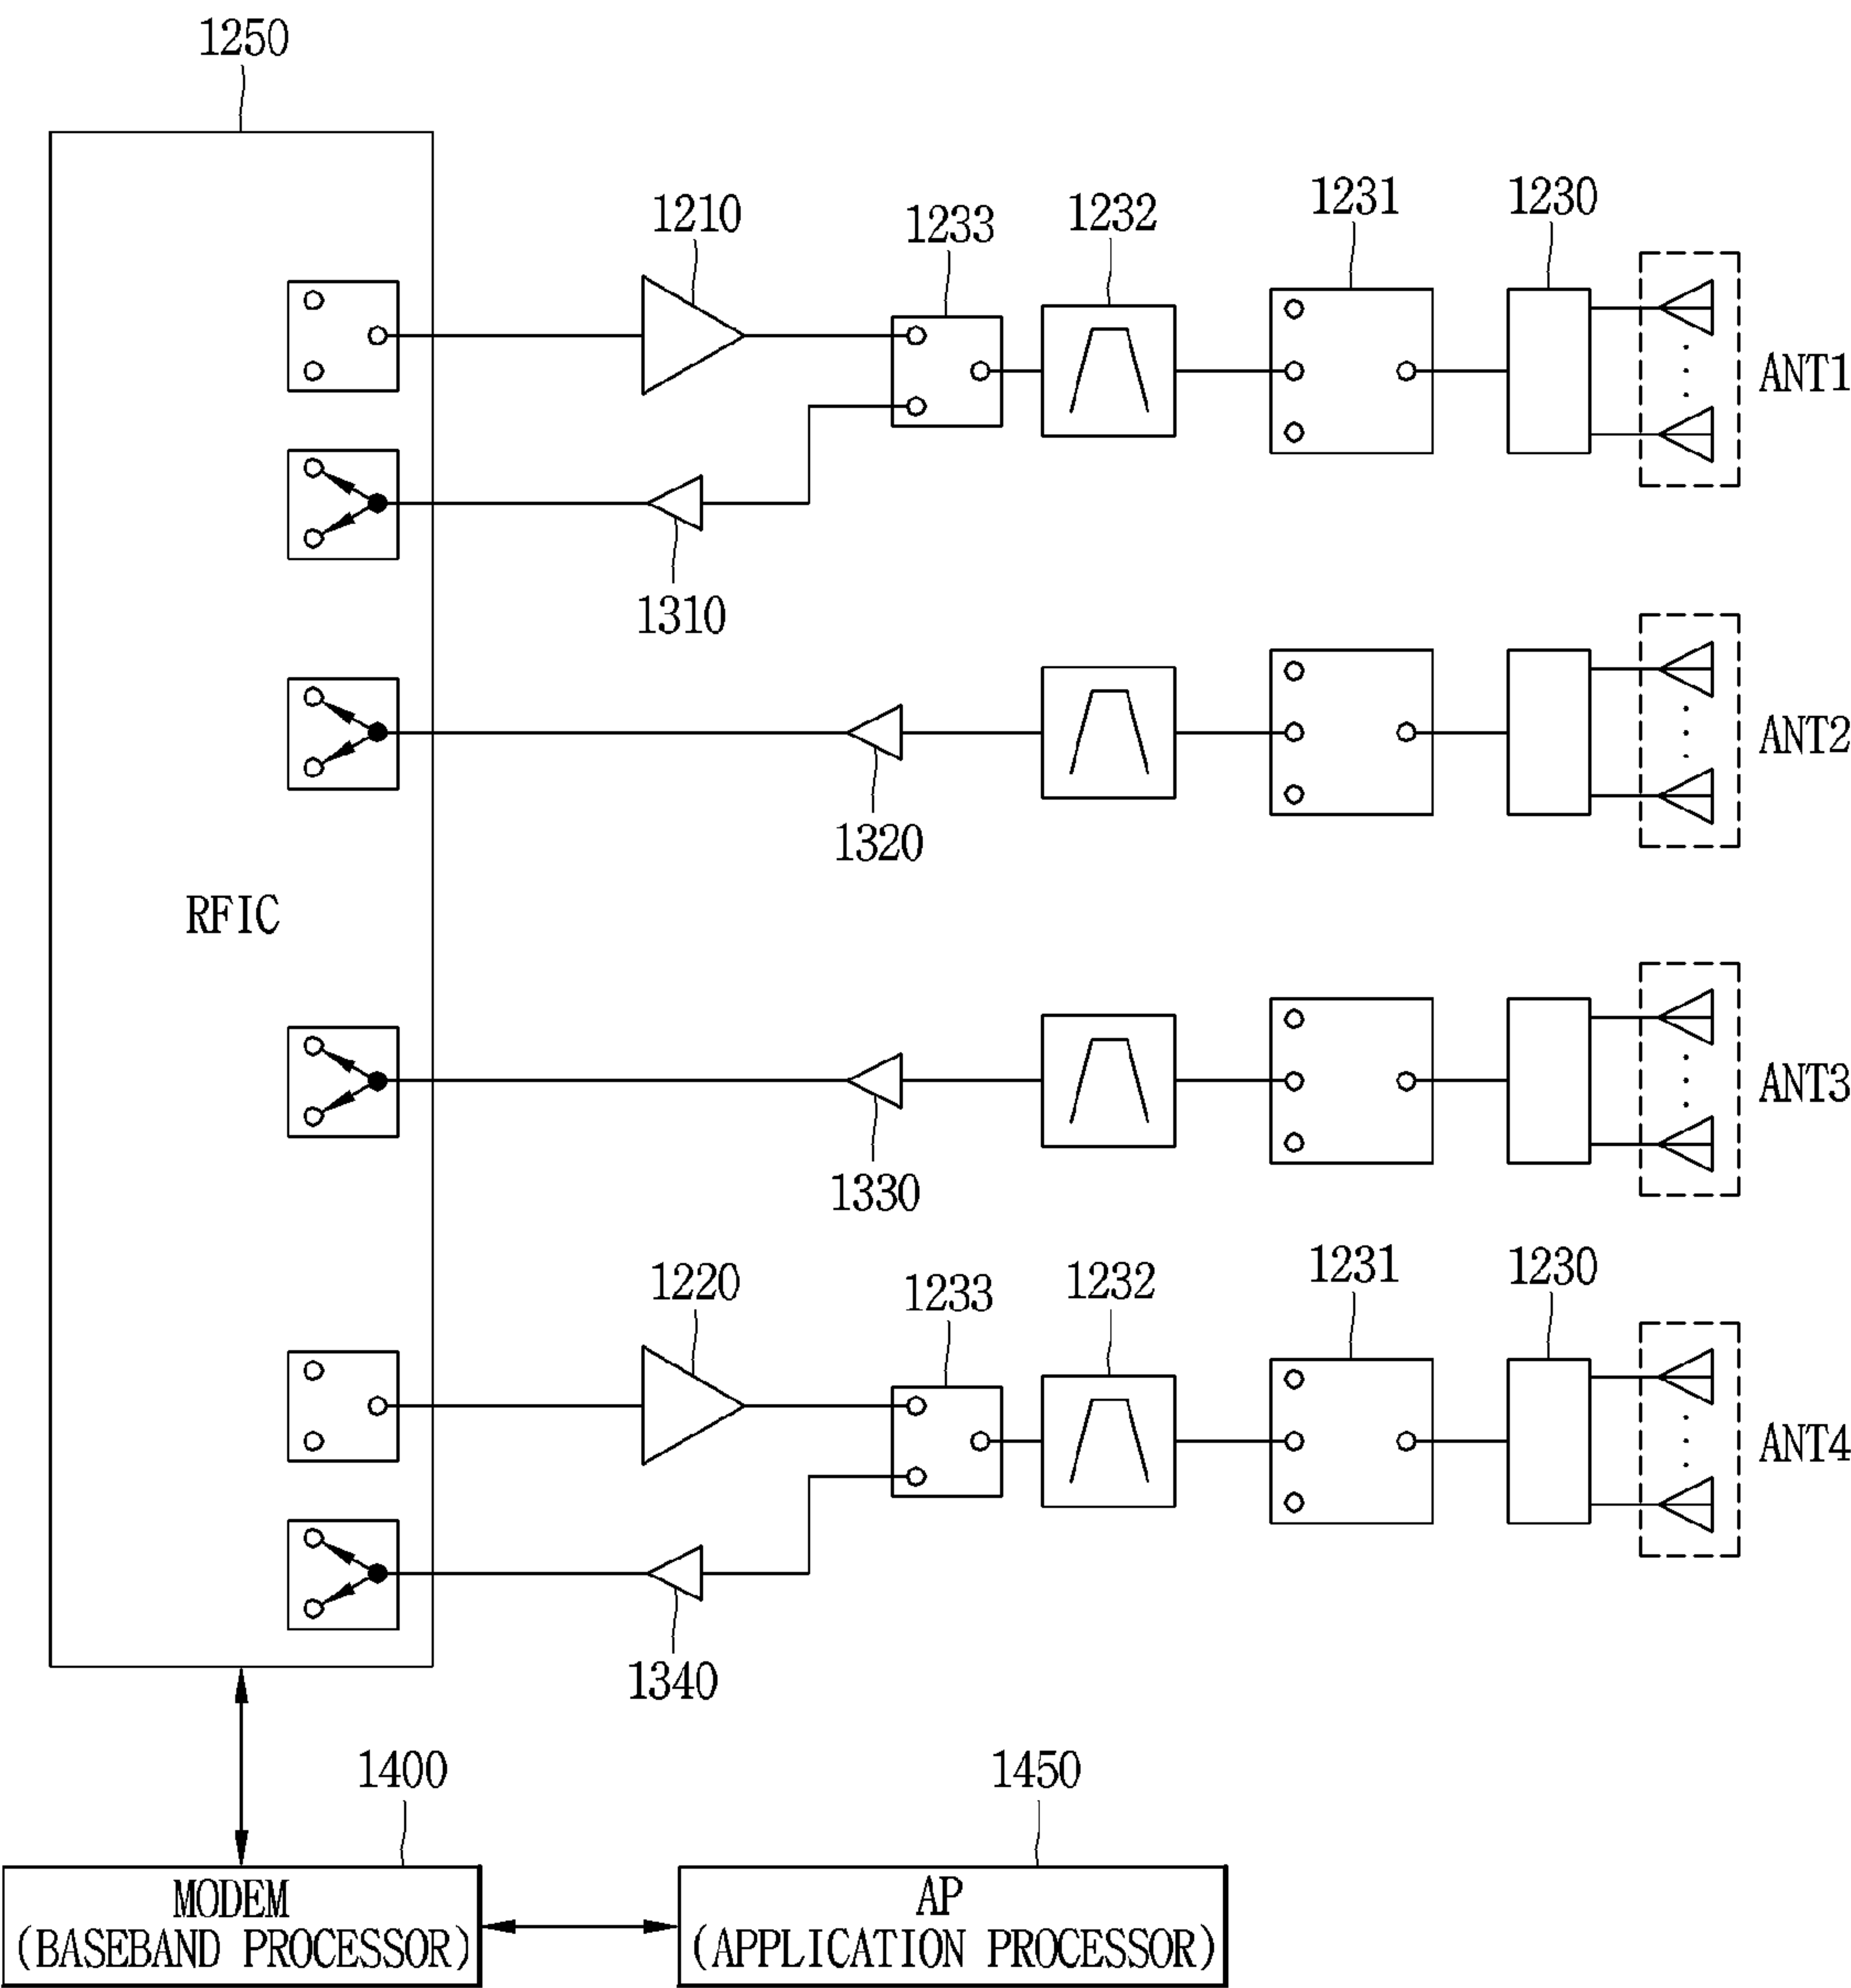 1250
1210
1233
1232
1231
1230
ANT1
1310
ANT2
1320
RFIC
ANT3
1330
1220
1233
1232
1231
1230
ANT4
1340
1400
1450
MODEM
(BASEBAND PROCESSOR)
AP
(APPLICATION PROCESSOR)